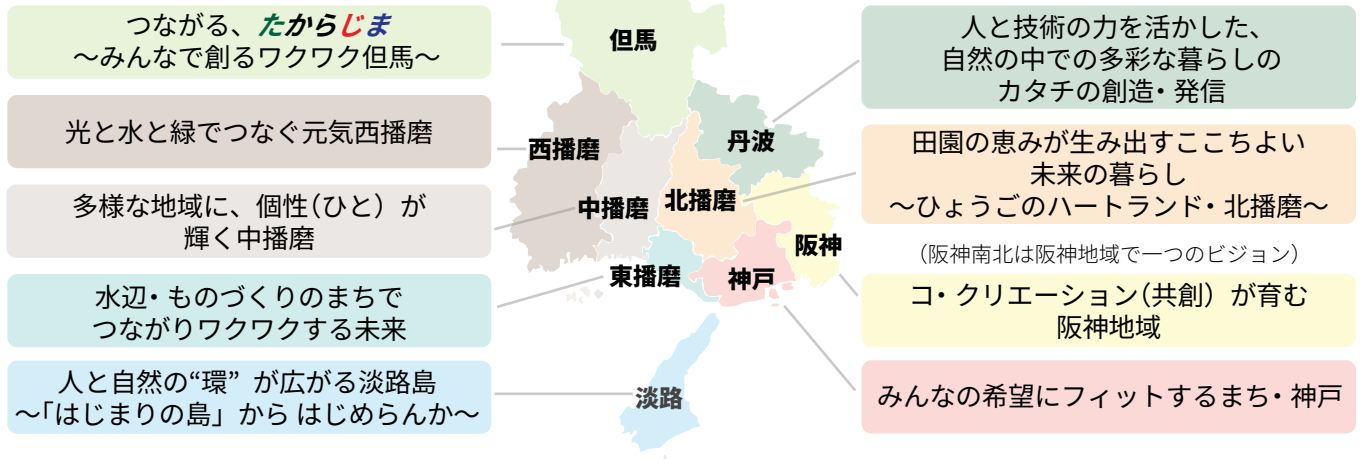 つながる、たからじま
～みんなで創るワクワク但馬～
光と水と緑でつなぐ元気西播磨
多様な地域に、個性（ひと）が
輝く中播磨
水辺・ものづくりのまちで
つながりワクワクする未来
人と自然の“環”が広がる淡路島
～「はじまりの島」から はじめらんか～
但馬
丹波
西播磨
中播磨
北播磨
阪神
東播磨
神戸
淡路
人と技術の力を活かした、
自然の中での多彩な暮らしの
カタチの創造・発信
田園の恵みが生み出すここちよい
未来の暮らし
～ひょうごのハートランド・北播磨～
（阪神南北は阪神地域で一つのビジョン）
コ・クリエーション（共創）が育む
阪神地域
みんなの希望にフィットするまち・神戸